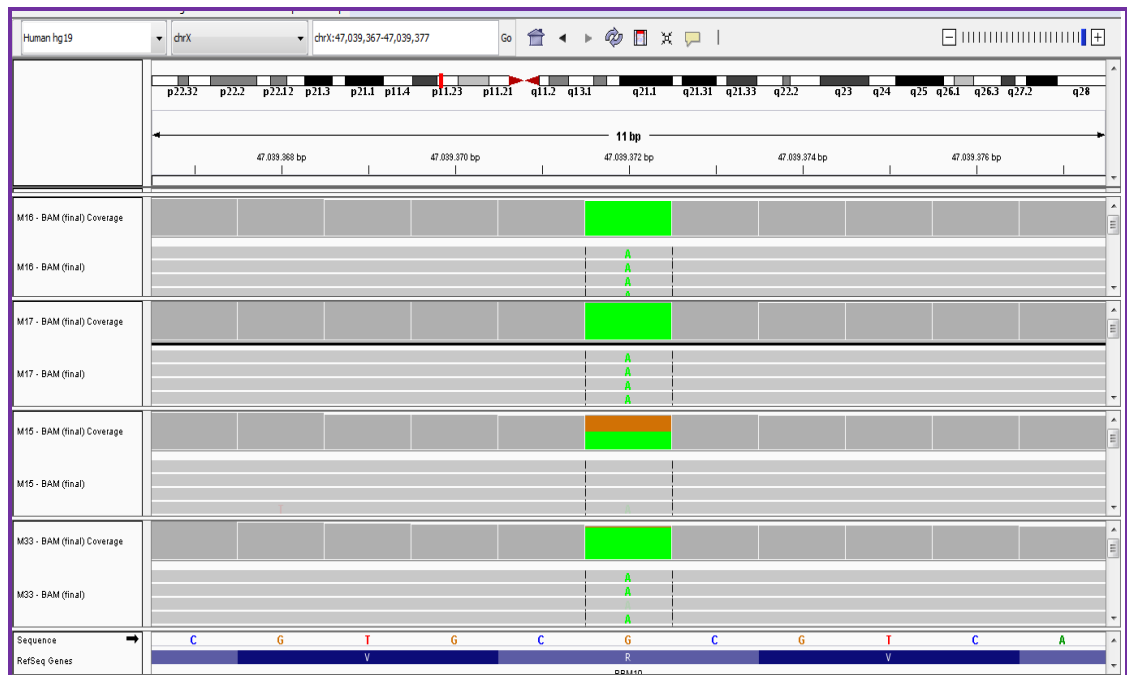 Human hg19 chrX chrX:47,039,367-47,039,377 Go
p22.32 p22.2 p22.12 p21.3 p21.1 p11.4 p11.23 p11.21 q11.2 q13.1 q21.1 q21.31 q21.33 q22.2 q23 q24 q25 q26.1 q26.3 q27.2 q28
11 bp
47.039.368 bp 47.039.370 bp 47.039.372 bp 47.039.374 bp 47.039.376 bp
M16 - BAM (final) Coverage
A
M16 - BAM (final) A
A
M17 - BAM (final) Coverage
A
M17 - BAM (final) A
A
A
M15 - BAM (final) Coverage
M15 - BAM (final)
T A
M33 - BAM (final) Coverage
A
M33 - BAM (final) A
A
Sequence C G T G C G C G T C A
RefSeq Genes V R V
RBM10